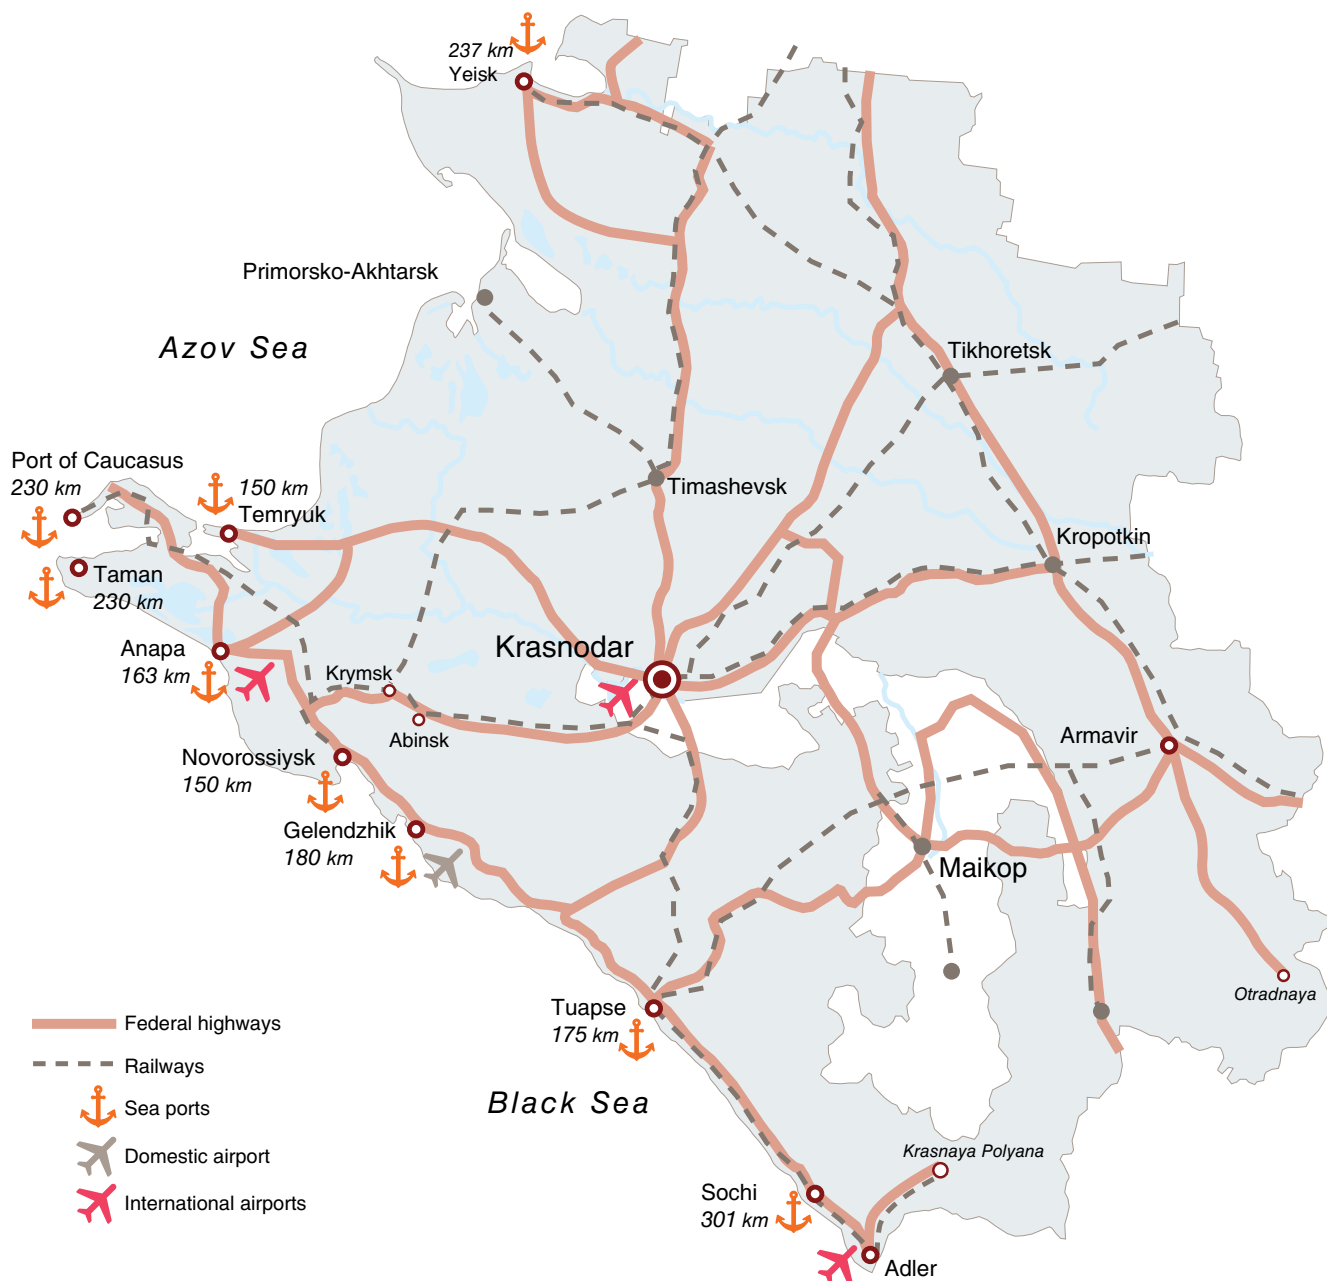 237 km
Yeisk
Primorsko-Akhtarsk
Azov Sea
Tikhoretsk
Port of Caucasus
230 km
150 km
Temryuk
Timashevsk
Kropotkin
Taman
230 km
Anapa
163 km
Krasnodar
Krymsk
Abinsk
Armavir
Novorossiysk
150 km
Gelendzhik
180 km
Maikop
Otradnaya
Tuapse
175 km
Black Sea
Krasnaya Polyana
Sochi
301 km
Adler
Federal highways
Railways
Sea ports
Domestic airport
International airports